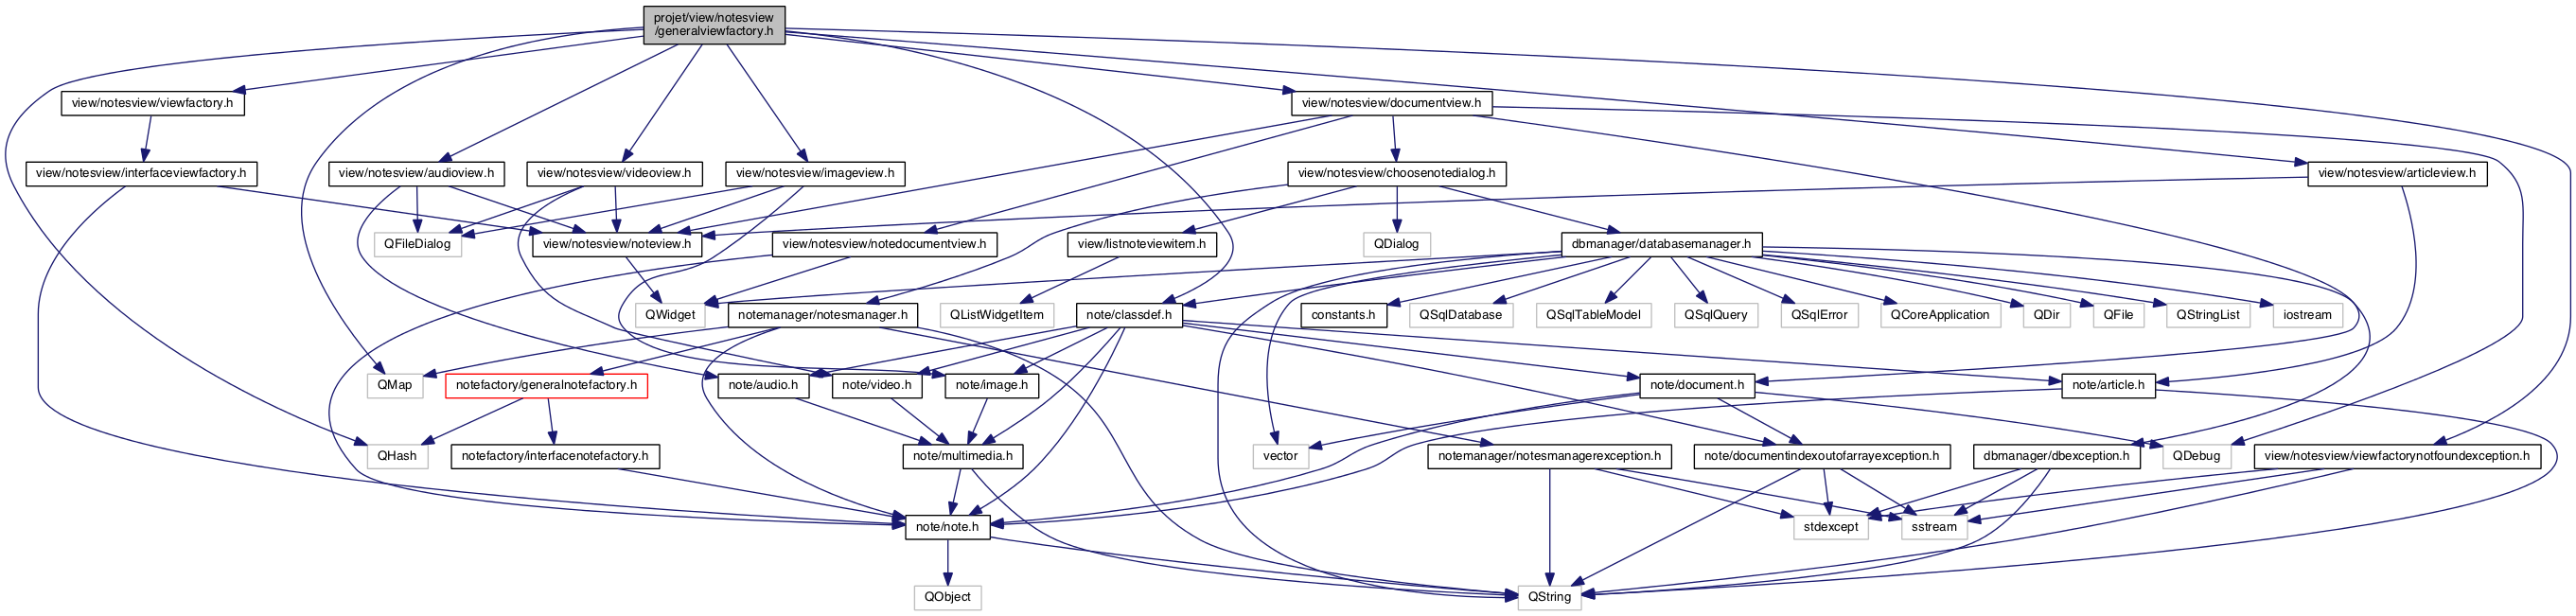 projet/view/notesview
/generalviewfactory.h
view/notesview/viewfactory.h
view/notesview/documentview.h
view/notesview/interfaceviewfactory.h
view/notesview/audioview.h
view/notesview/videoview.h
view/notesview/imageview.h
view/notesview/choosenotedialog.h
view/notesview/articleview.h
QFileDialog
view/notesview/noteview.h
view/notesview/notedocumentview.h
view/listnoteviewitem.h
QDialog
dbmanager/databasemanager.h
QWidget
notemanager/notesmanager.h
QListWidgetItem
note/classdef.h
constants.h
QSqlDatabase
QSqlTableModel
QSqlQuery
QSqlError
QCoreApplication
QDir
QFile
QStringList
iostream
QMap
notefactory/generalnotefactory.h
note/audio.h
note/video.h
note/image.h
note/document.h
note/article.h
QHash
notefactory/interfacenotefactory.h
note/multimedia.h
vector
notemanager/notesmanagerexception.h
note/documentindexoutofarrayexception.h
dbmanager/dbexception.h
QDebug
view/notesview/viewfactorynotfoundexception.h
note/note.h
stdexcept
sstream
QObject
QString